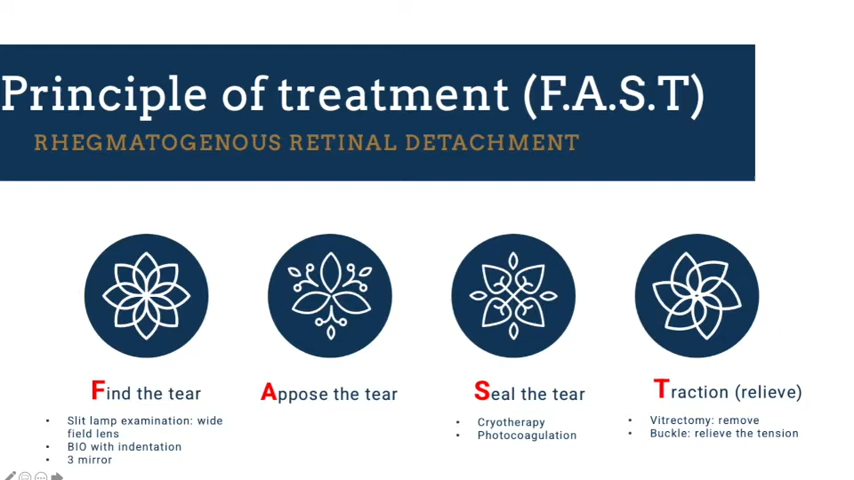 Principle of treatment (F.A.S.T)
RHEGMATOGENOUS RETINAL DETACHMENT
Find the tear
• Slit lamp examination: wide
field lens
• BIO with indentation
• 3 mirror
Appose the tear
Seal the tear
• Cryotherapy
• Photocoagulation
Traction (relieve)
• Vitrectomy: remove
• Buckle: relieve the tension